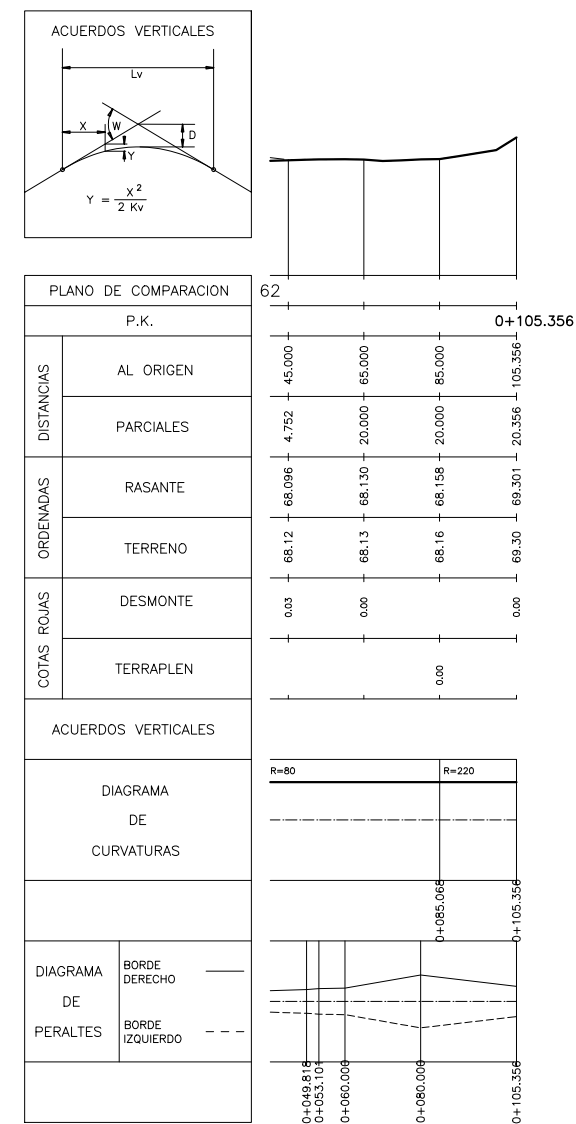 ACUERDOS VERTICALES
Lv
X
W
D
Y
Y = X 2
2 Kv
PLANO DE COMPARACION 62
P.K. 0+105.356
DISTANCIAS
AL ORIGEN 45.000 65.000 85.000 105.356
PARCIALES 4.752 20.000 20.000 20.356
ORDENADAS
RASANTE 68.096 68.130 68.158 69.301
TERRENO 68.12 68.13 68.16 69.30
COTAS ROJAS
DESMONTE 0.03 0.00 0.00
TERRAPLEN 0.00
ACUERDOS VERTICALES
R=80 R=220
DIAGRAMA
DE
CURVATURAS
0+085.068 0+105.356
DIAGRAMA
DE
PERALTES
BORDE
DERECHO
BORDE
IZQUIERDO
0+049.818 0+053.101 0+060.000 0+080.000 0+105.356